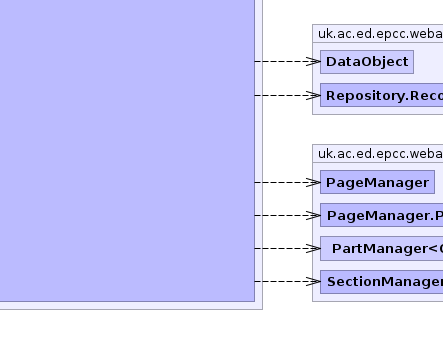 uk.ac.ed.epcc.weba
DataObject
Repository.Reco
uk.ac.ed.epcc.weba
PageManager
PageManager.P
PartManager<
SectionManager